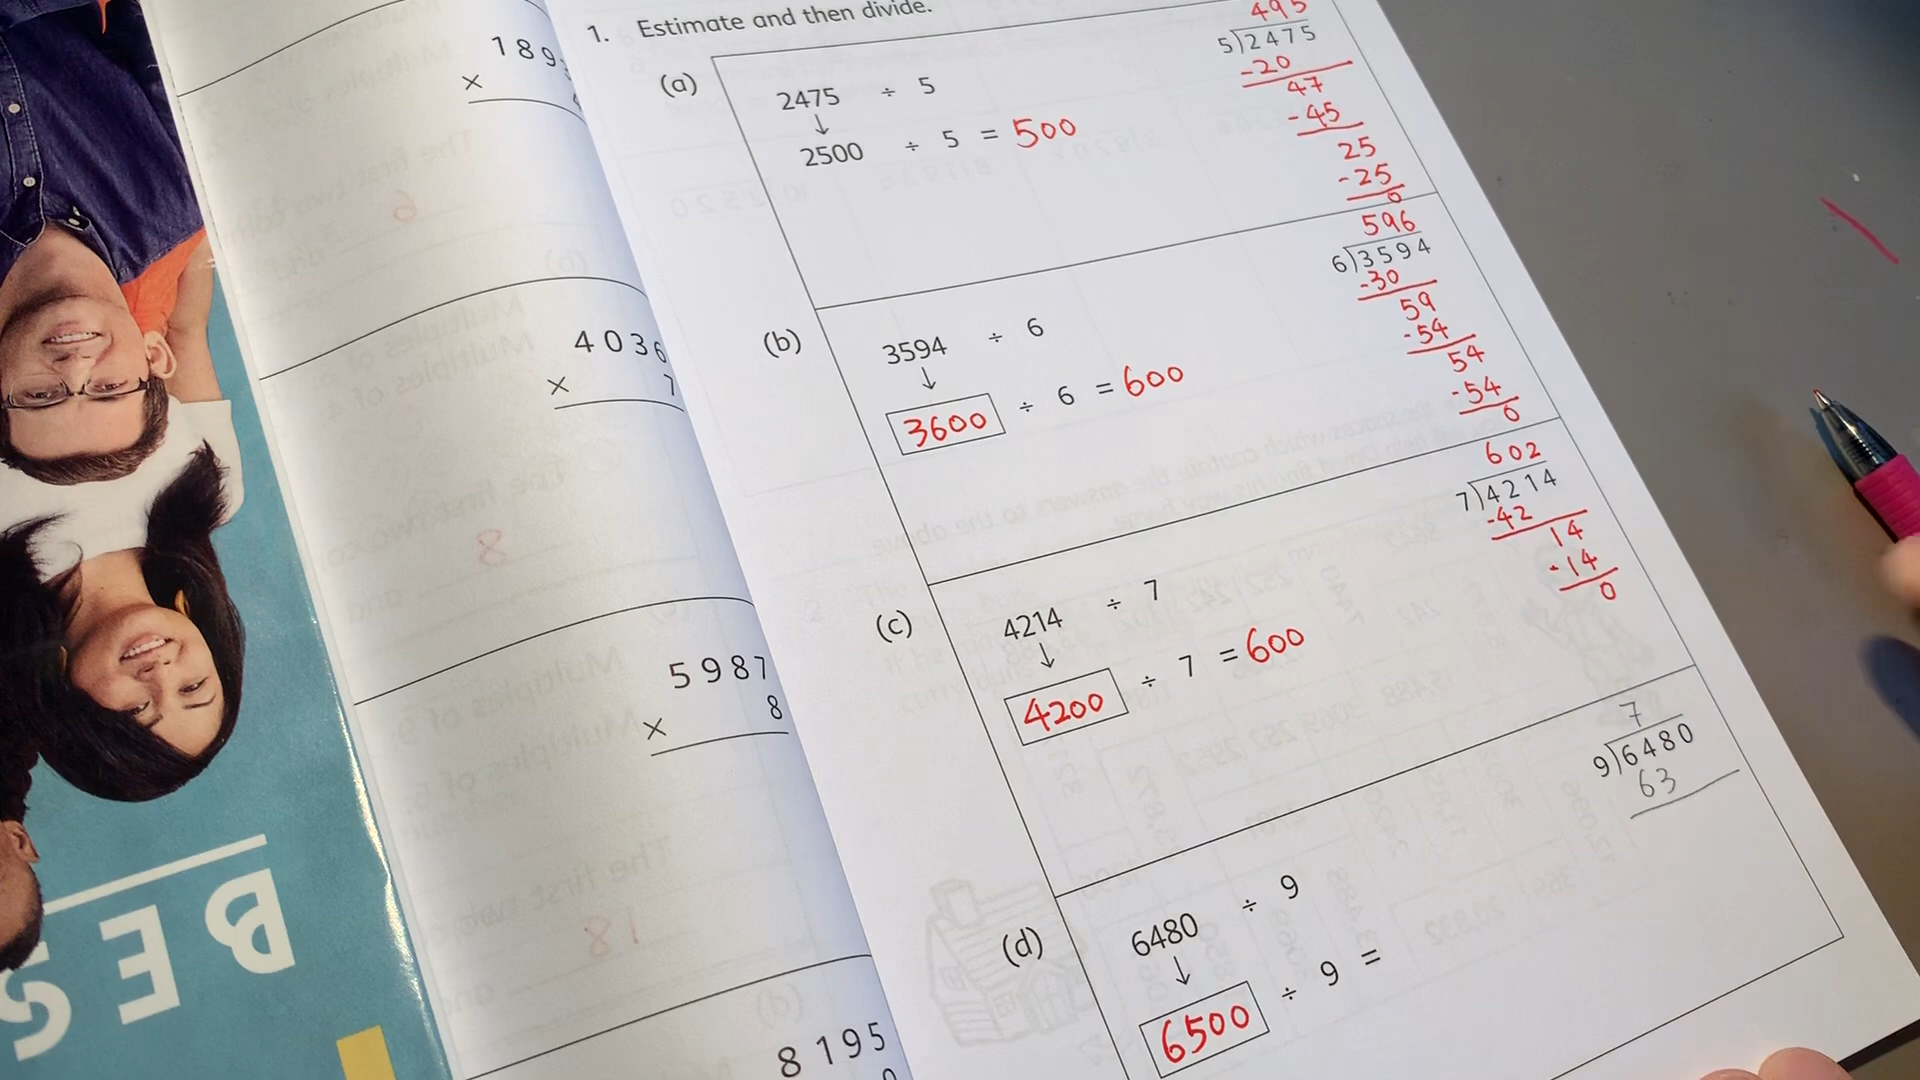 1. Estimate and then divide.
(a)
2475 ÷ 5
↓
2500 ÷ 5 = 500
495
5)2475
-20
47
-45
25
-25
0
(b)
3594 ÷ 6
↓
3600 ÷ 6 = 600
596
6)3594
-30
59
-54
54
-54
0
(c)
4214 ÷ 7
↓
4200 ÷ 7 = 600
602
7)4214
-42
14
-14
0
(d)
6480 ÷ 9
↓
6500 ÷ 9 =
7
9)6480
63
189
×
4036
× 7
5987
× 8
8195
BES